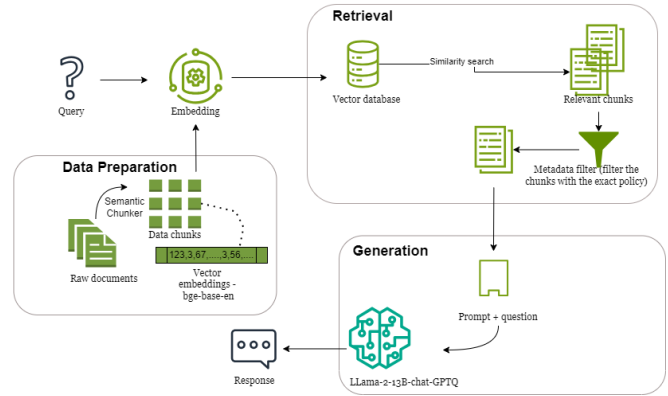 Retrieval
Similarity search
Query
Embedding
Vector database
Relevant chunks
Data Preparation
Semantic
Chunker
Data chunks
Raw documents
123,3,67,....,3,56,....
Vector
embeddings -
bge-base-en
Metadata filter (filter the
chunks with the exact policy)
Generation
Prompt + question
LLama-2-13B-chat-GPTQ
Response